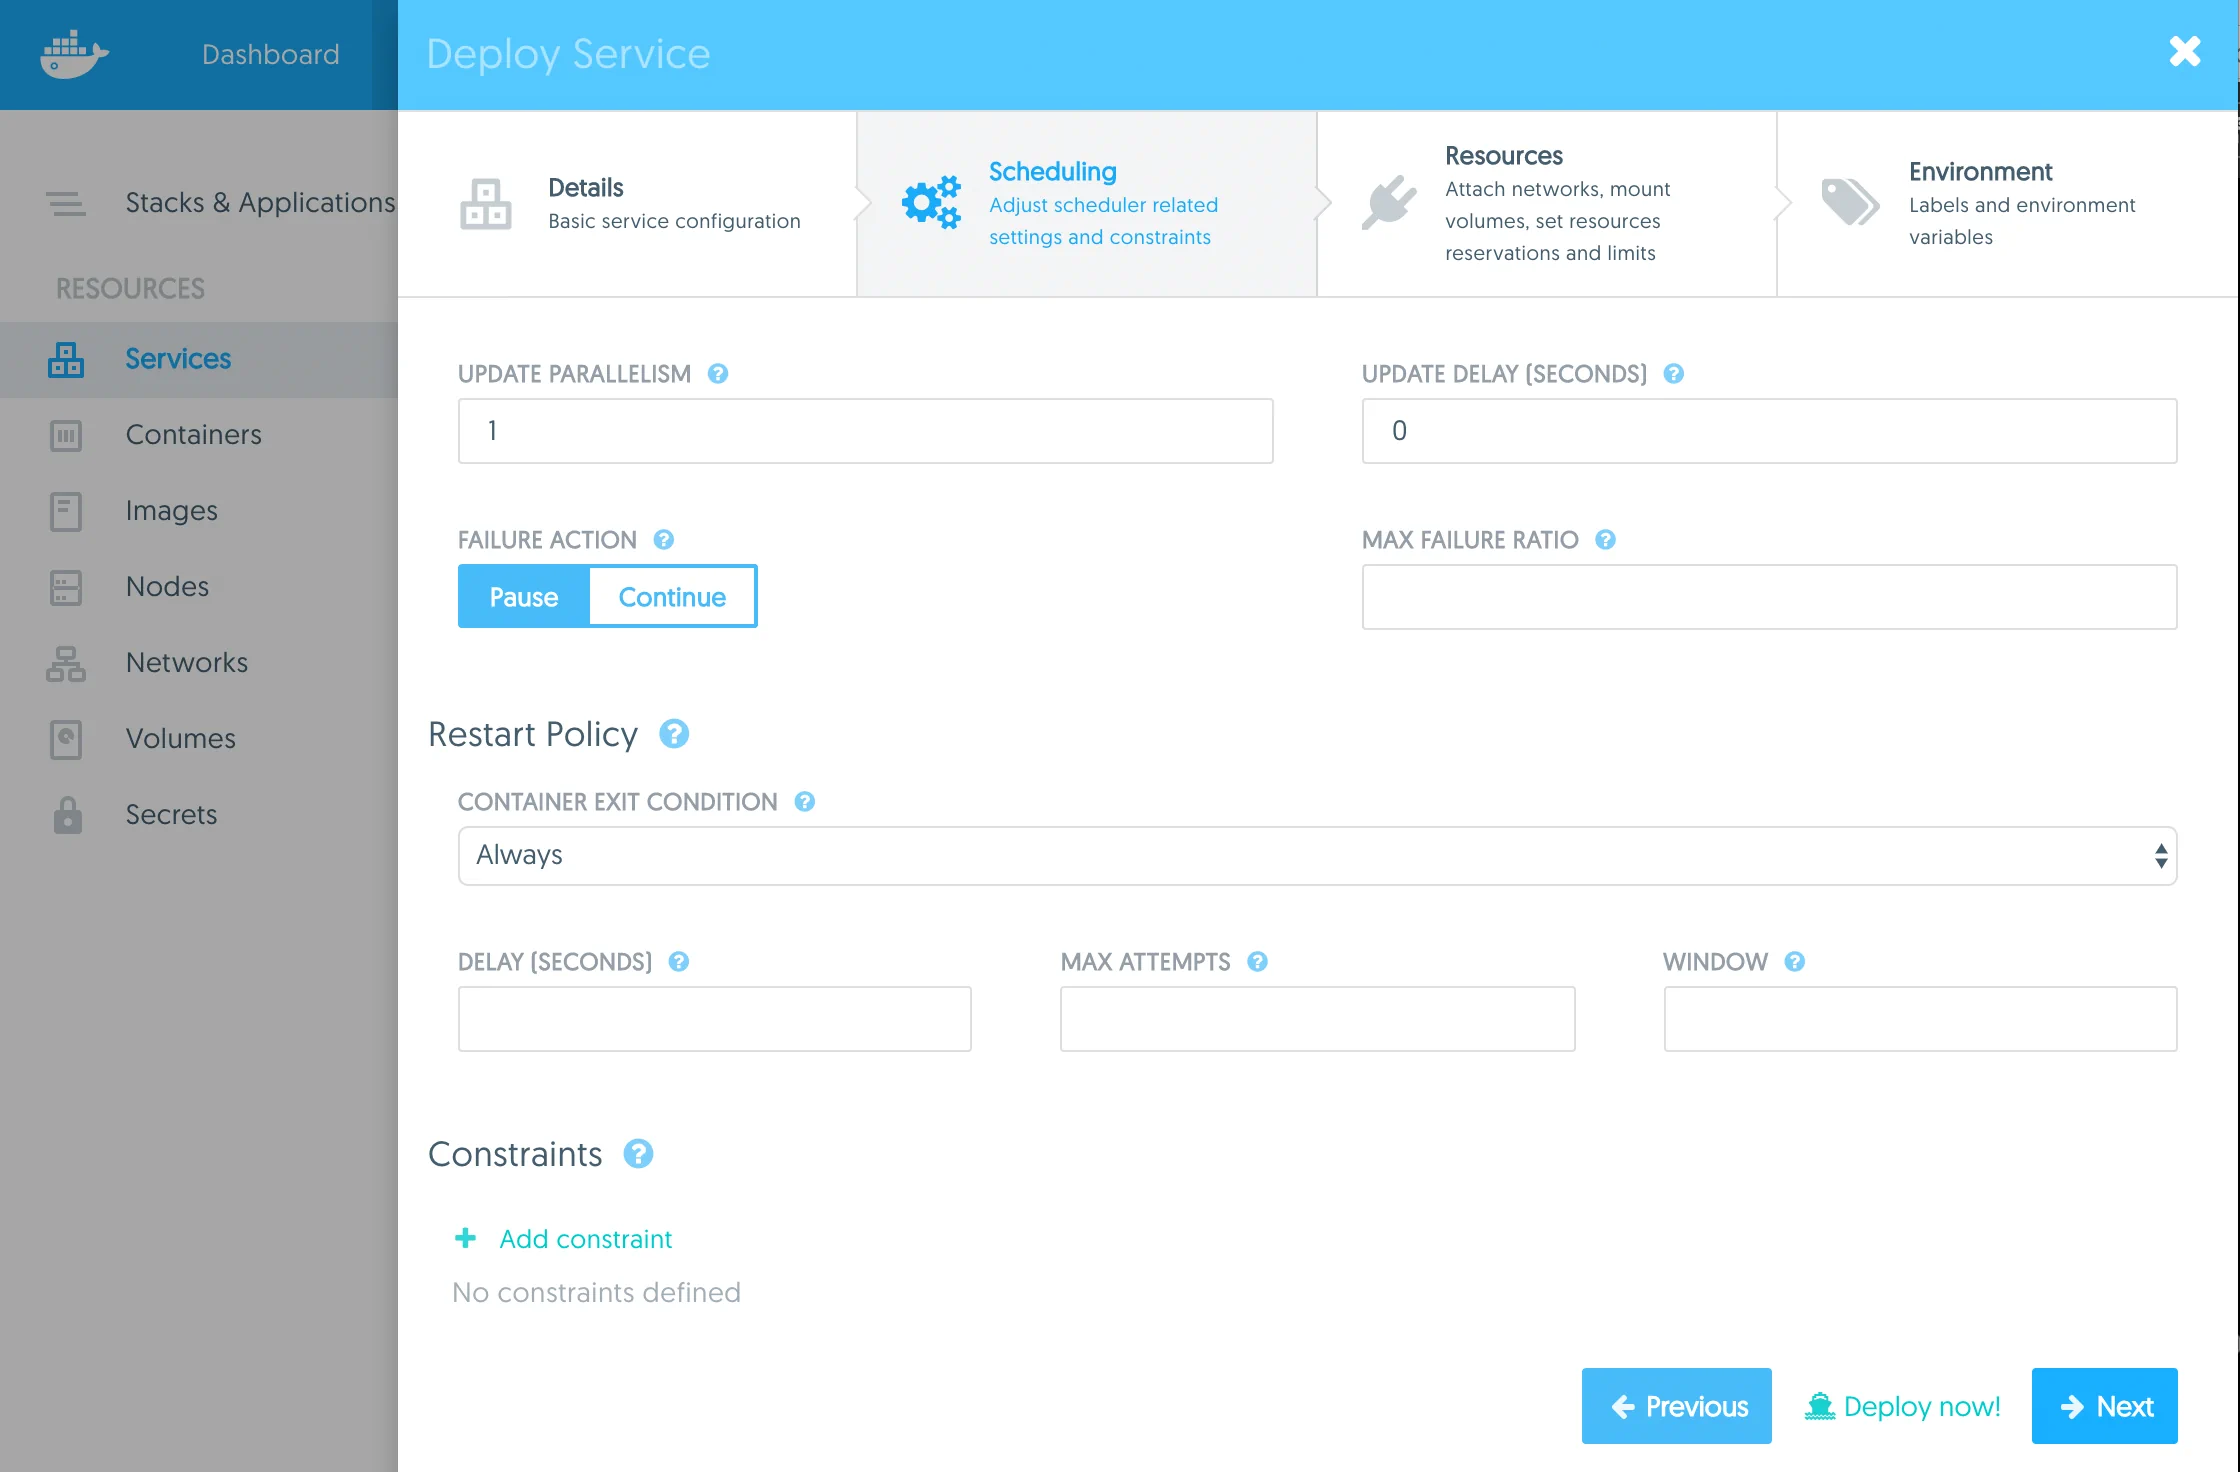 Dashboard
Deploy Service
Stacks & Applications
RESOURCES
Services
Containers
Images
Nodes
Networks
Volumes
Secrets
Details
Basic service configuration
Scheduling
Adjust scheduler related
settings and constraints
Resources
Attach networks, mount
volumes, set resources
reservations and limits
Environment
Labels and environment
variables
UPDATE PARALLELISM ?
1
UPDATE DELAY (SECONDS) ?
0
FAILURE ACTION ?
Pause Continue
MAX FAILURE RATIO ?
Restart Policy ?
CONTAINER EXIT CONDITION ?
Always
DELAY (SECONDS) ?
MAX ATTEMPTS ?
WINDOW ?
Constraints ?
+ Add constraint
No constraints defined
Previous
Deploy now!
Next